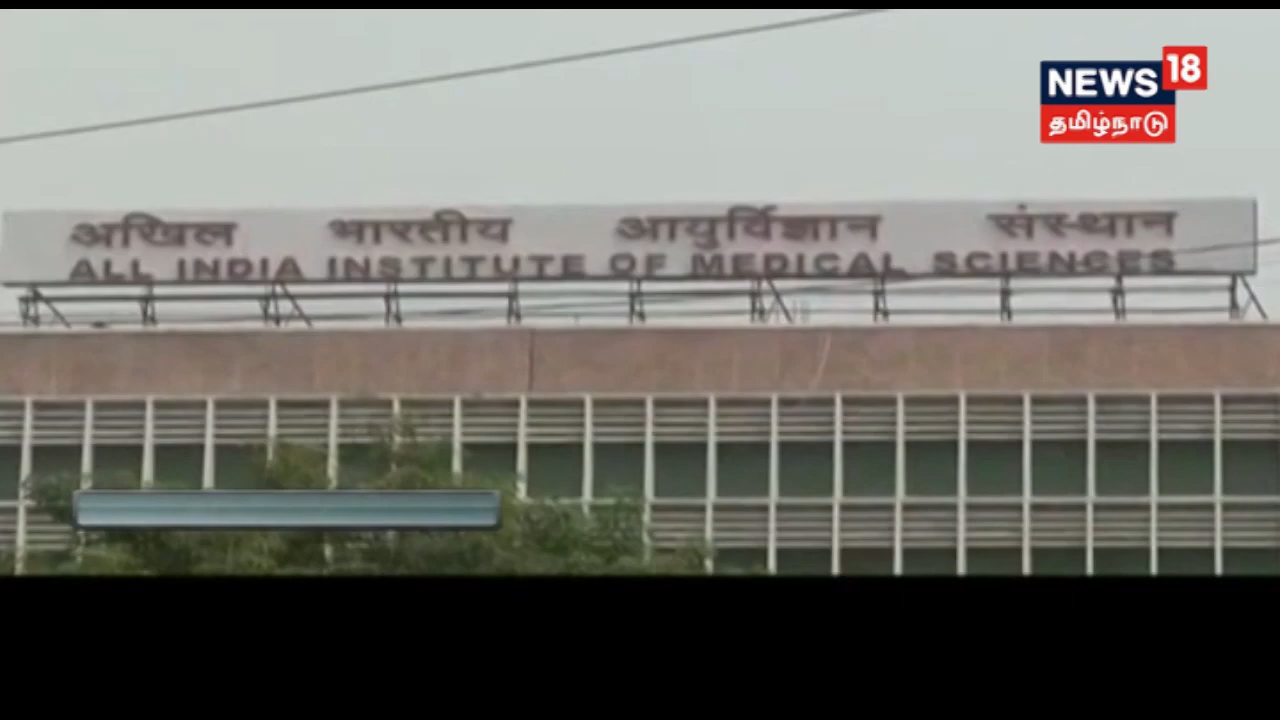 NEWS 18
தமிழ்நாடு
अखिल भारतीय आयुर्विज्ञान संस्थान
ALL INDIA INSTITUTE OF MEDICAL SCIENCES